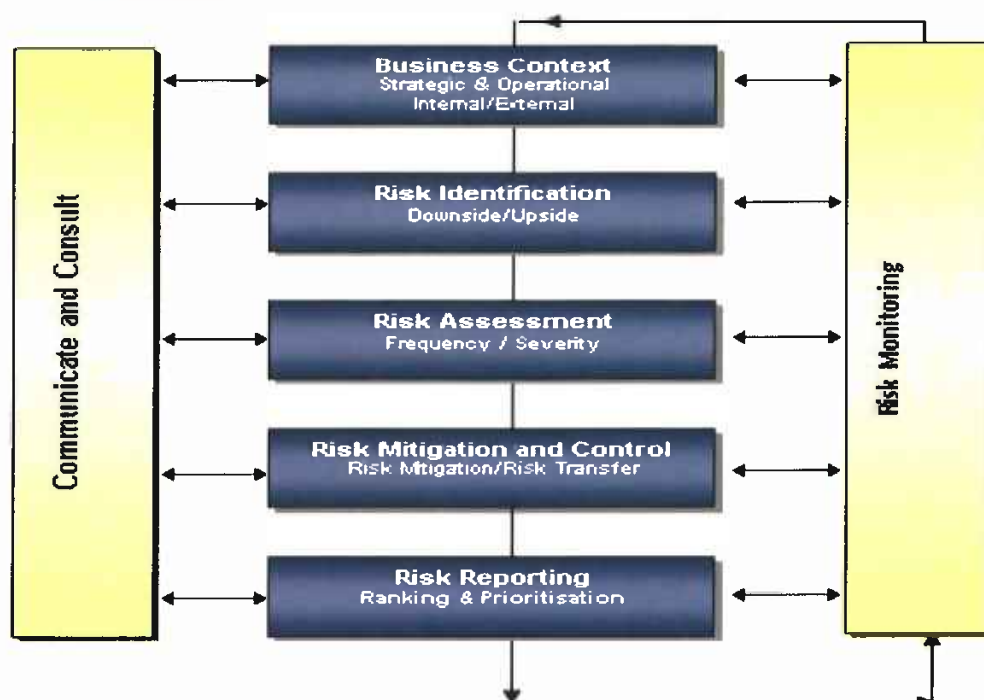 Communicate and Consult
Business Context
Strategic & Operational
Internal/External
Risk Identification
Downside/Upside
Risk Assessment
Frequency / Severity
Risk Mitigation and Control
Risk Mitigation/Risk Transfer
Risk Reporting
Ranking & Prioritisation
Risk Monitoring